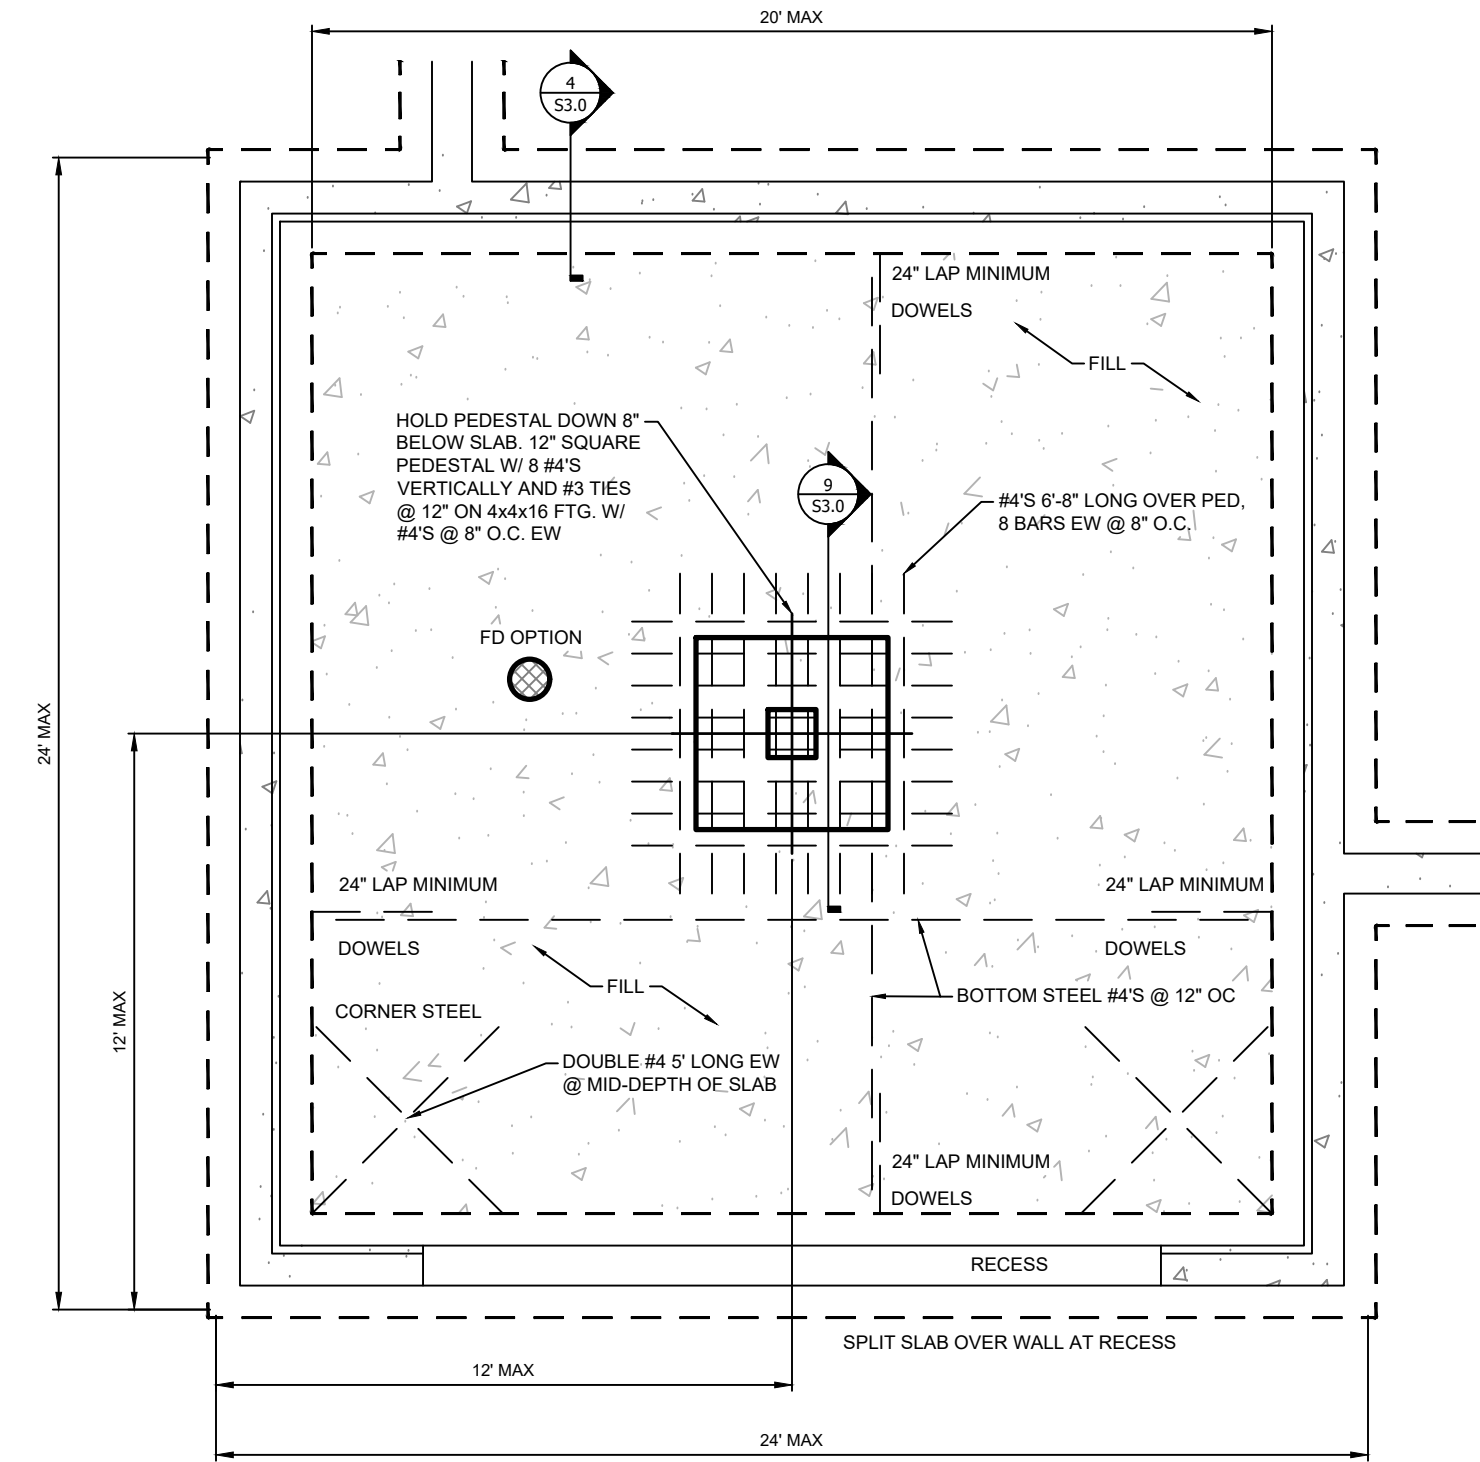 20' MAX
4
S3.0
24" LAP MINIMUM
DOWELS
FILL
HOLD PEDESTAL DOWN 8"
BELOW SLAB. 12" SQUARE
PEDESTAL W/ 8 #4'S
VERTICALLY AND #3 TIES
@ 12" ON 4x4x16 FTG. W/
#4'S @ 8" O.C. EW
9
S3.0
#4'S 6'-8" LONG OVER PED,
8 BARS EW @ 8" O.C.
FD OPTION
24' MAX
24" LAP MINIMUM
24" LAP MINIMUM
DOWELS
DOWELS
FILL
BOTTOM STEEL #4'S @ 12" OC
12' MAX
CORNER STEEL
DOUBLE #4 5' LONG EW
@ MID-DEPTH OF SLAB
24" LAP MINIMUM
DOWELS
RECESS
SPLIT SLAB OVER WALL AT RECESS
12' MAX
24' MAX